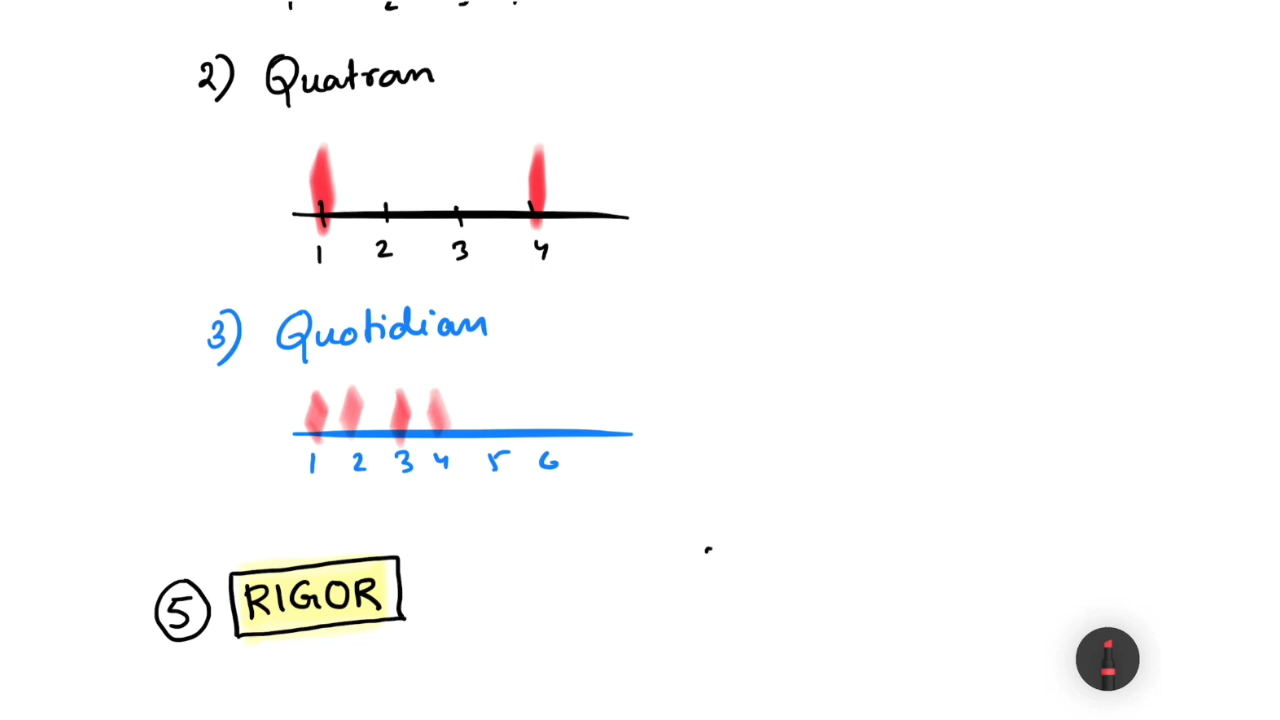 2) Quatran
1 2 3 4
3) Quotidian
1 2 3 4 5 6
5 RIGOR